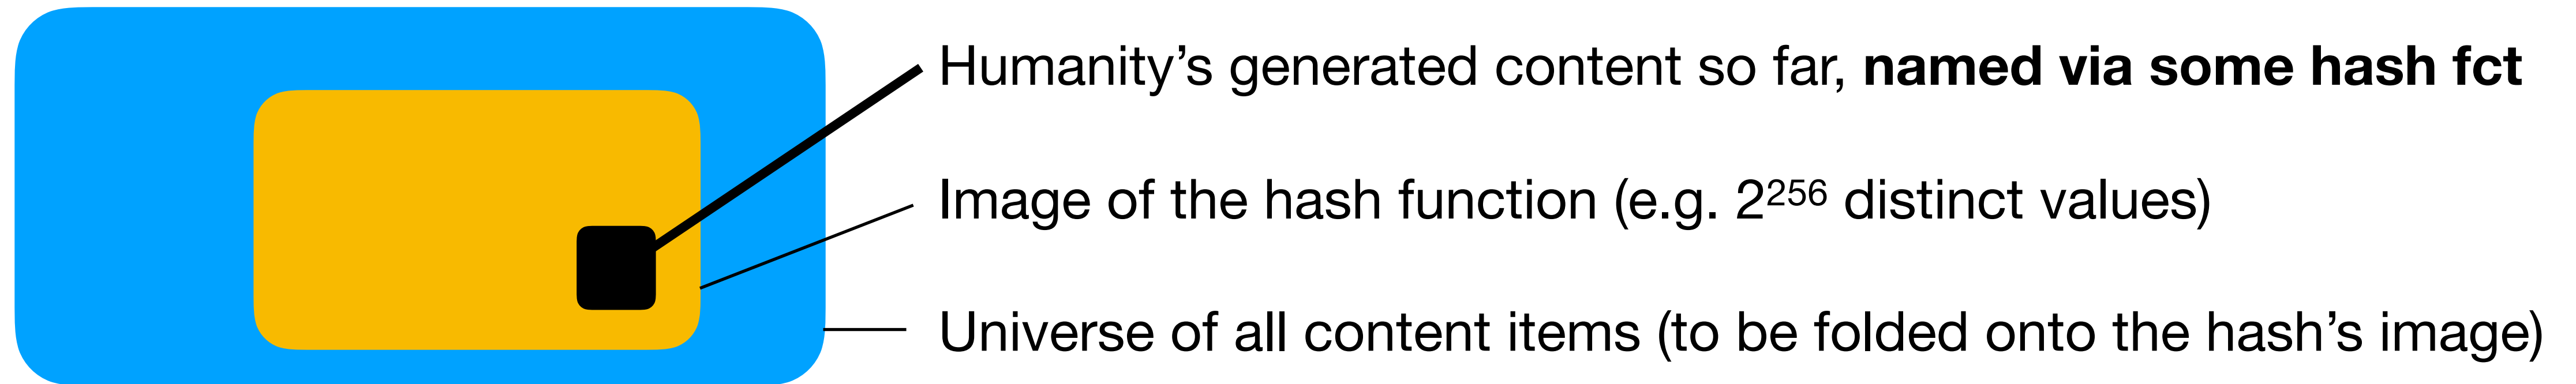 Humanity’s generated content so far, named via some hash fct
Image of the hash function (e.g. 2²⁵⁶ distinct values)
Universe of all content items (to be folded onto the hash’s image)